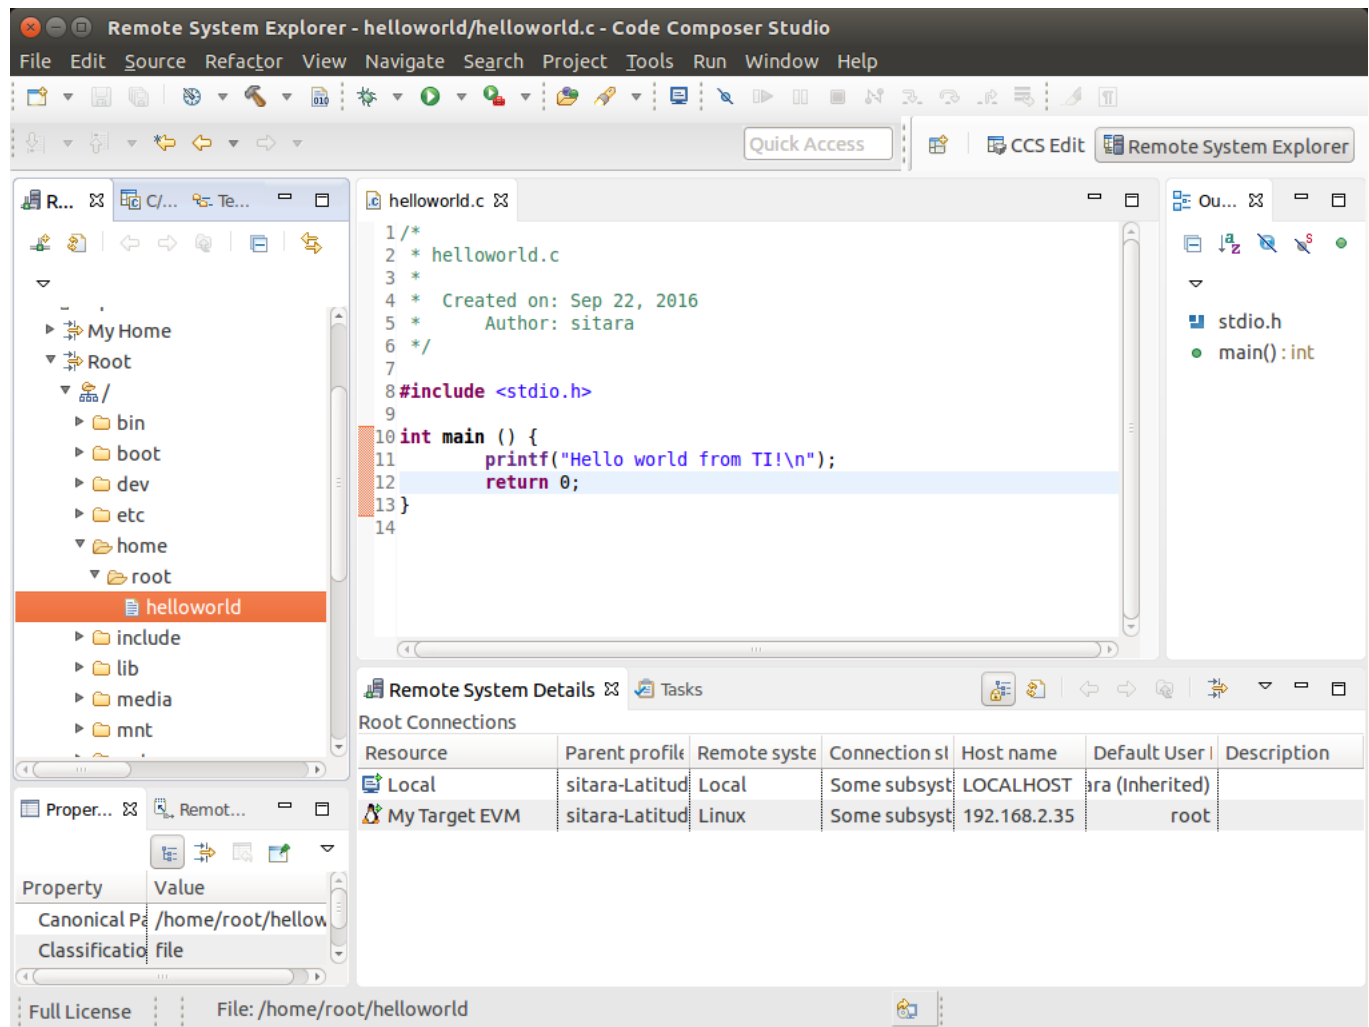 Remote System Explorer - helloworld/helloworld.c - Code Composer Studio
File Edit Source Refactor View Navigate Search Project Tools Run Window Help
010
Quick Access
CCS Edit
Remote System Explorer
R...
C/...
Te...
My Home
Root
/
bin
boot
dev
etc
home
root
helloworld
include
lib
media
mnt
helloworld.c
1 /*
2 * helloworld.c
3 *
4 * Created on: Sep 22, 2016
5 * Author: sitara
6 */
7
8 #include <stdio.h>
9
10 int main () {
11 printf("Hello world from TI!\n");
12 return 0;
13 }
14
Ou...
stdio.h
main() : int
Proper...
Remot...
Property Value
Canonical Pa /home/root/hellow
Classificatio file
Remote System Details
Tasks
Root Connections
Resource Parent profile Remote syste Connection st Host name Default User I Description
Local sitara-Latitud Local Some subsyst LOCALHOST ara (Inherited)
My Target EVM sitara-Latitud Linux Some subsyst 192.168.2.35 root
Full License
File: /home/root/helloworld